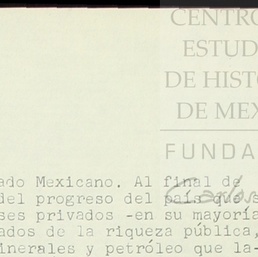 CENTRO
ESTUD
DE HISTO
DE MEX
FUNDA
ado Mexicano. Al final de
del progreso del país que s
ses privados -en su mayoría
ados de la riqueza pública,
inerales y petróleo que la-